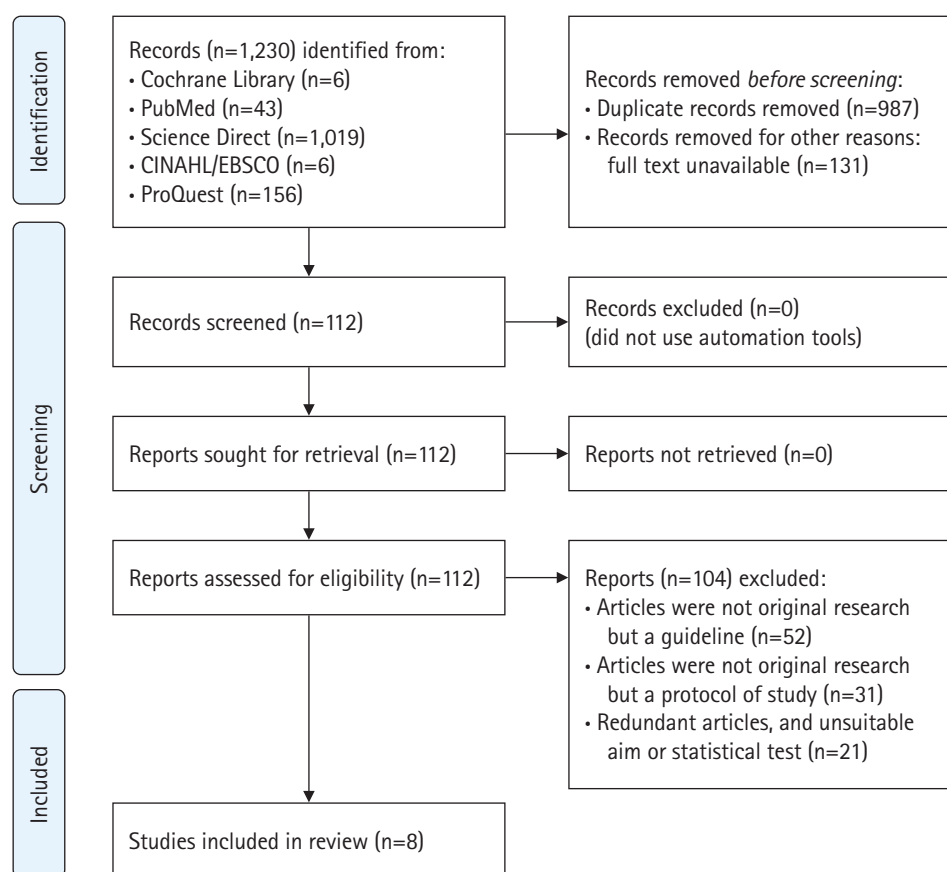 Identification
Records (n=1,230) identified from:
• Cochrane Library (n=6)
• PubMed (n=43)
• Science Direct (n=1,019)
• CINAHL/EBSCO (n=6)
• ProQuest (n=156)
Records removed before screening:
• Duplicate records removed (n=987)
• Records removed for other reasons:
full text unavailable (n=131)
Screening
Records screened (n=112)
Records excluded (n=0)
(did not use automation tools)
Reports sought for retrieval (n=112)
Reports not retrieved (n=0)
Reports assessed for eligibility (n=112)
Reports (n=104) excluded:
• Articles were not original research
but a guideline (n=52)
• Articles were not original research
but a protocol of study (n=31)
• Redundant articles, and unsuitable
aim or statistical test (n=21)
Included
Studies included in review (n=8)